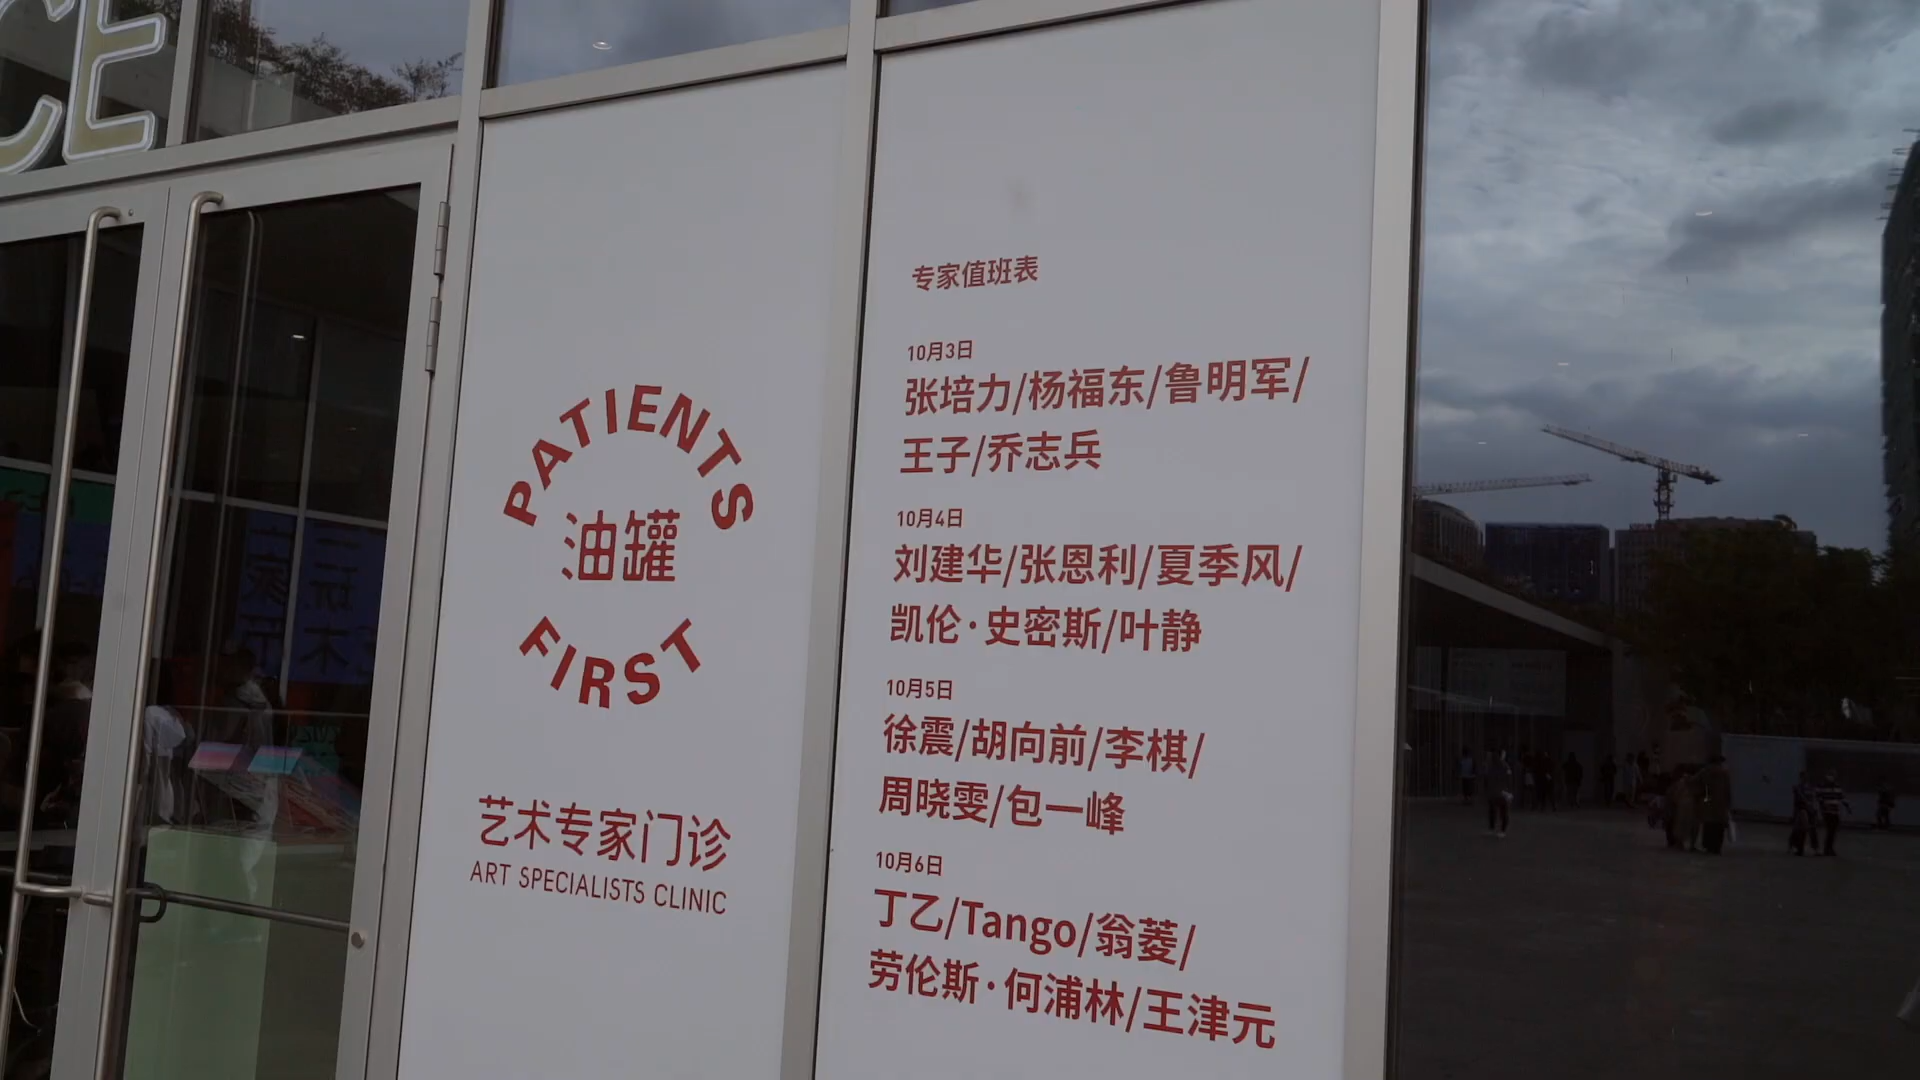 CE
PATIENTS
油罐
FIRST
艺术专家门诊
ART SPECIALISTS CLINIC
专家值班表
10月3日
张培力/杨福东/鲁明军/
王子/乔志兵
10月4日
刘建华/张恩利/夏季风/
凯伦·史密斯/叶静
10月5日
徐震/胡向前/李棋/
周晓雯/包一峰
10月6日
丁乙/Tango/翁菱/
劳伦斯·何浦林/王津元